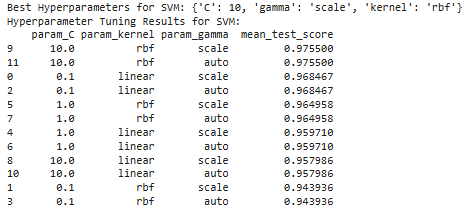 Best Hyperparameters for SVM: {'C': 10, 'gamma': 'scale', 'kernel': 'rbf'}
Hyperparameter Tuning Results for SVM:
param_C param_kernel param_gamma mean_test_score
9 10.0 rbf scale 0.975500
11 10.0 rbf auto 0.975500
0 0.1 linear scale 0.968467
2 0.1 linear auto 0.968467
5 1.0 rbf scale 0.964958
7 1.0 rbf auto 0.964958
4 1.0 linear scale 0.959710
6 1.0 linear auto 0.959710
8 10.0 linear scale 0.957986
10 10.0 linear auto 0.957986
1 0.1 rbf scale 0.943936
3 0.1 rbf auto 0.943936